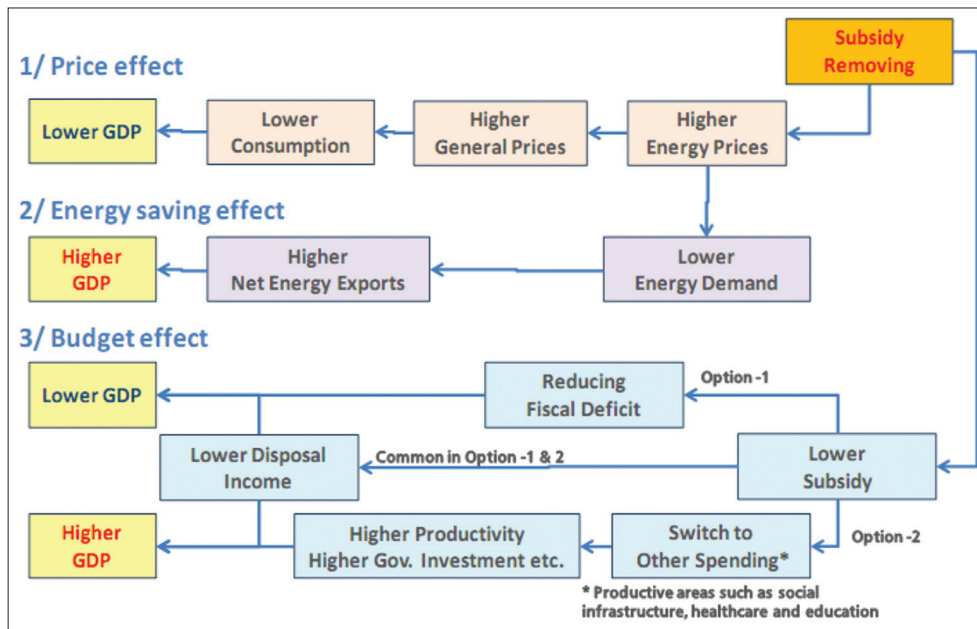 Subsidy
Removing
1/ Price effect
Lower GDP
Lower
Consumption
Higher
General Prices
Higher
Energy Prices
2/ Energy saving effect
Higher
GDP
Higher
Net Energy Exports
Lower
Energy Demand
3/ Budget effect
Lower GDP
Reducing
Fiscal Deficit
Option -1
Lower Disposal
Income
Common in Option -1 & 2
Lower
Subsidy
Higher
GDP
Higher Productivity
Higher Gov. Investment etc.
Switch to
Other Spending*
Option -2
* Productive areas such as social
infrastructure, healthcare and education